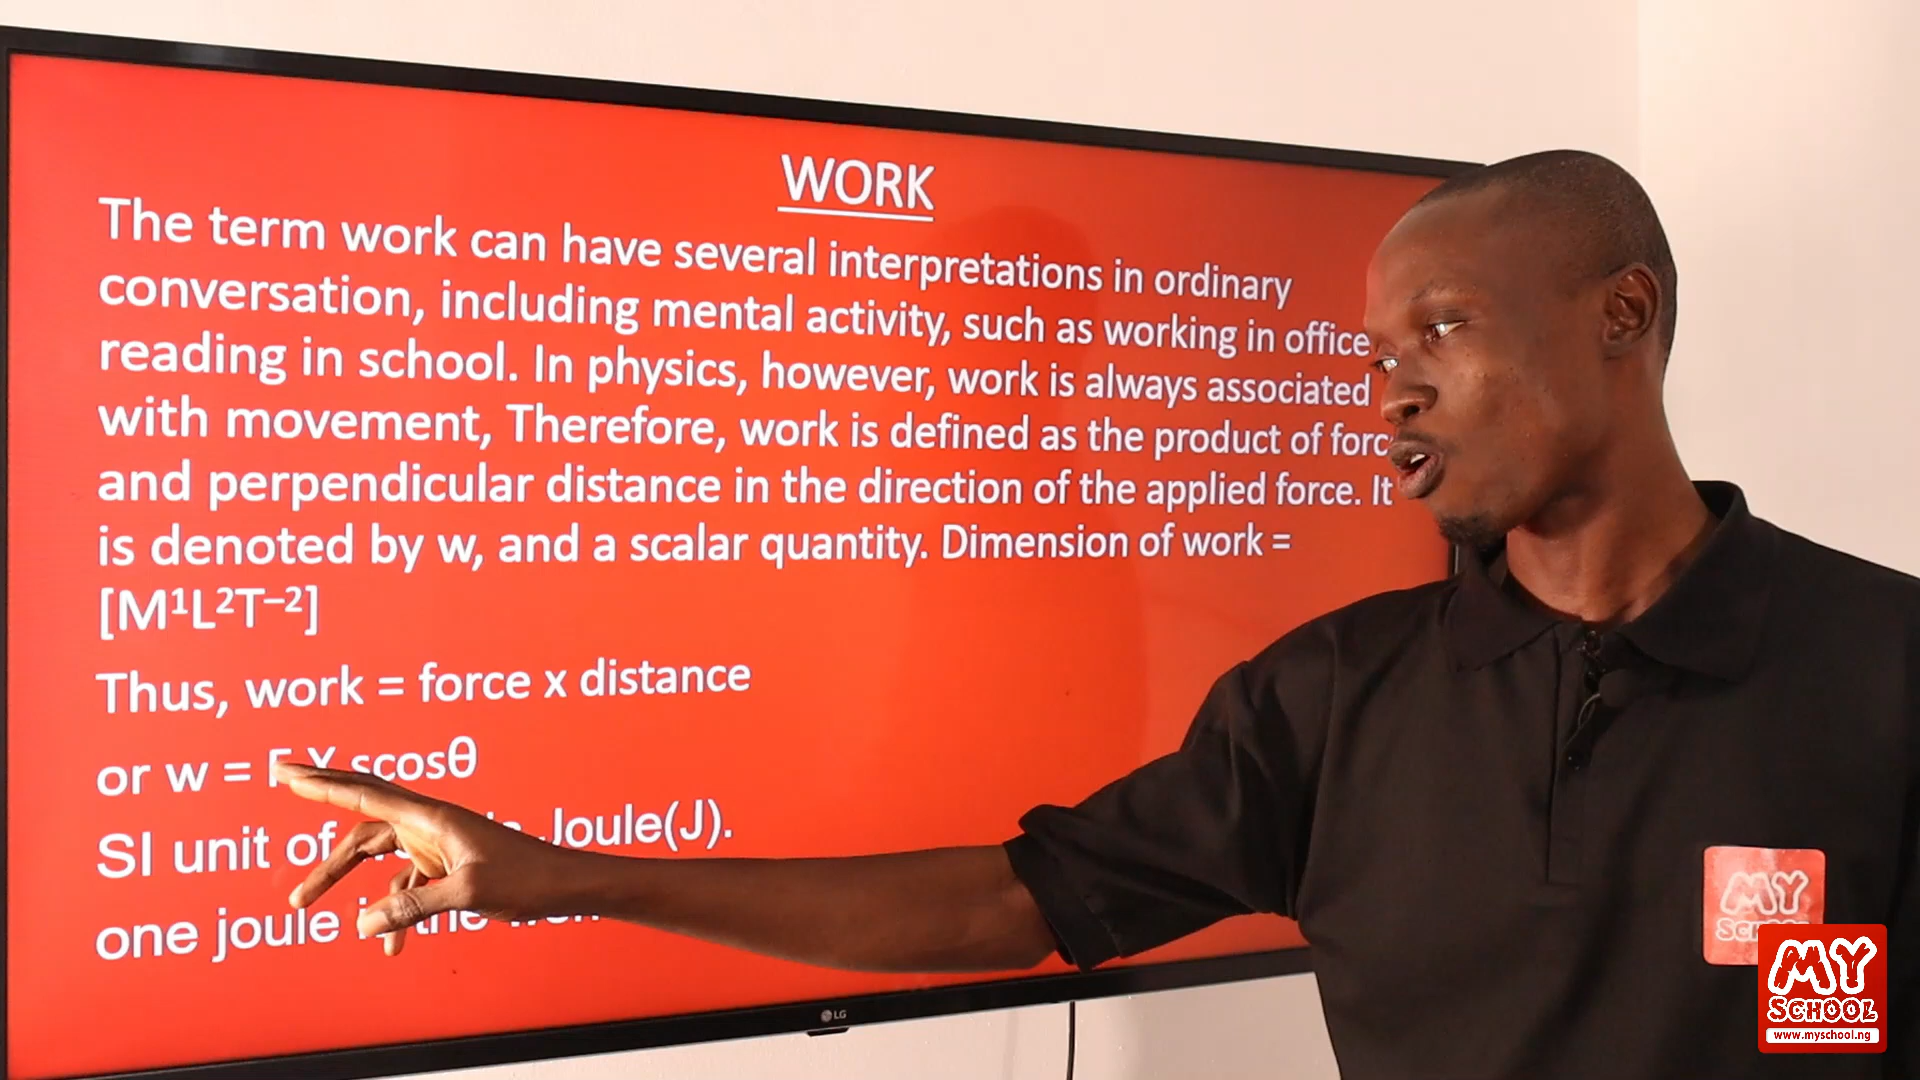 WORK
The term work can have several interpretations in ordinary
conversation, including mental activity, such as working in office
reading in school. In physics, however, work is always associated
with movement, Therefore, work is defined as the product of
and perpendicular distance in the direction of the applied force. It
is denoted by w, and a scalar quantity. Dimension of work =
[M¹L²T⁻²]
Thus, work = force x distance
or w = F X scosθ
SI unit of Joule(J).
one joule the
LG
MY
MY
SCHOOL
www.myschool.ng